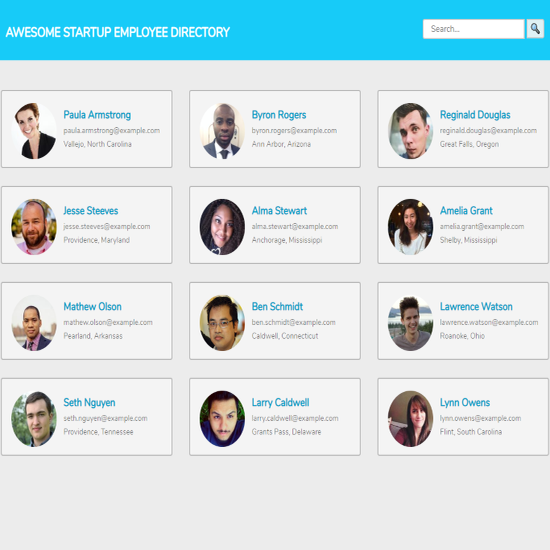 AWESOME STARTUP EMPLOYEE DIRECTORY
Search...
Paula Armstrong
paula.armstrong@example.com
Vallejo, North Carolina
Byron Rogers
byron.rogers@example.com
Ann Arbor, Arizona
Reginald Douglas
reginald.douglas@example.com
Great Falls, Oregon
Jesse Steeves
jesse.steeves@example.com
Providence, Maryland
Alma Stewart
alma.stewart@example.com
Anchorage, Mississippi
Amelia Grant
amelia.grant@example.com
Shelby, Mississippi
Mathew Olson
mathew.olson@example.com
Pearland, Arkansas
Ben Schmidt
ben.schmidt@example.com
Caldwell, Connecticut
Lawrence Watson
lawrence.watson@example.com
Roanoke, Ohio
Seth Nguyen
seth.nguyen@example.com
Providence, Tennessee
Larry Caldwell
larry.caldwell@example.com
Grants Pass, Delaware
Lynn Owens
lynn.owens@example.com
Flint, South Carolina